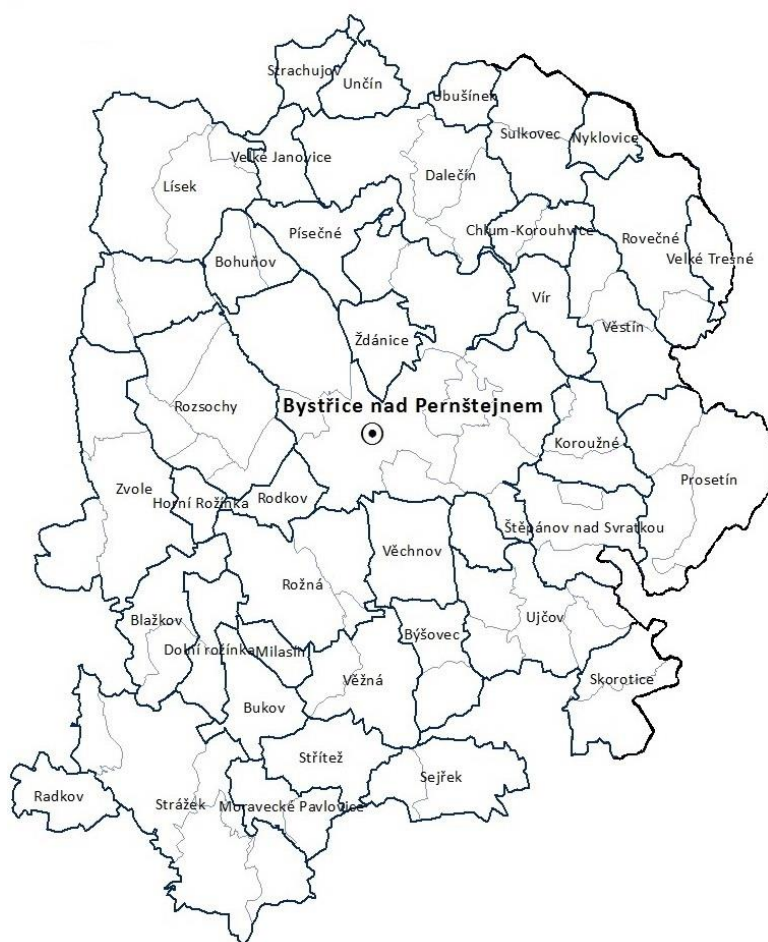 Strachujov
Unčín
Ubušínek
Sulkovec
Nyklovice
Velké Janovice
Lísek
Dalečín
Písečné
Chlum-Korouhvice
Bohuňov
Rovečné
Velké Tresné
Vír
Věstín
Ždánice
Rozsochy
Bystřice nad Pernštejnem
Koroužné
Zvole
Horní Rožínka
Rodkov
Prosetín
Štěpánov nad Svratkou
Věchnov
Rožná
Blažkov
Ujčov
Býšovec
Dolní rožínka
Milasín
Věžná
Skorotice
Bukov
Střítež
Sejřek
Radkov
Strážek
Moravecké Pavlovice